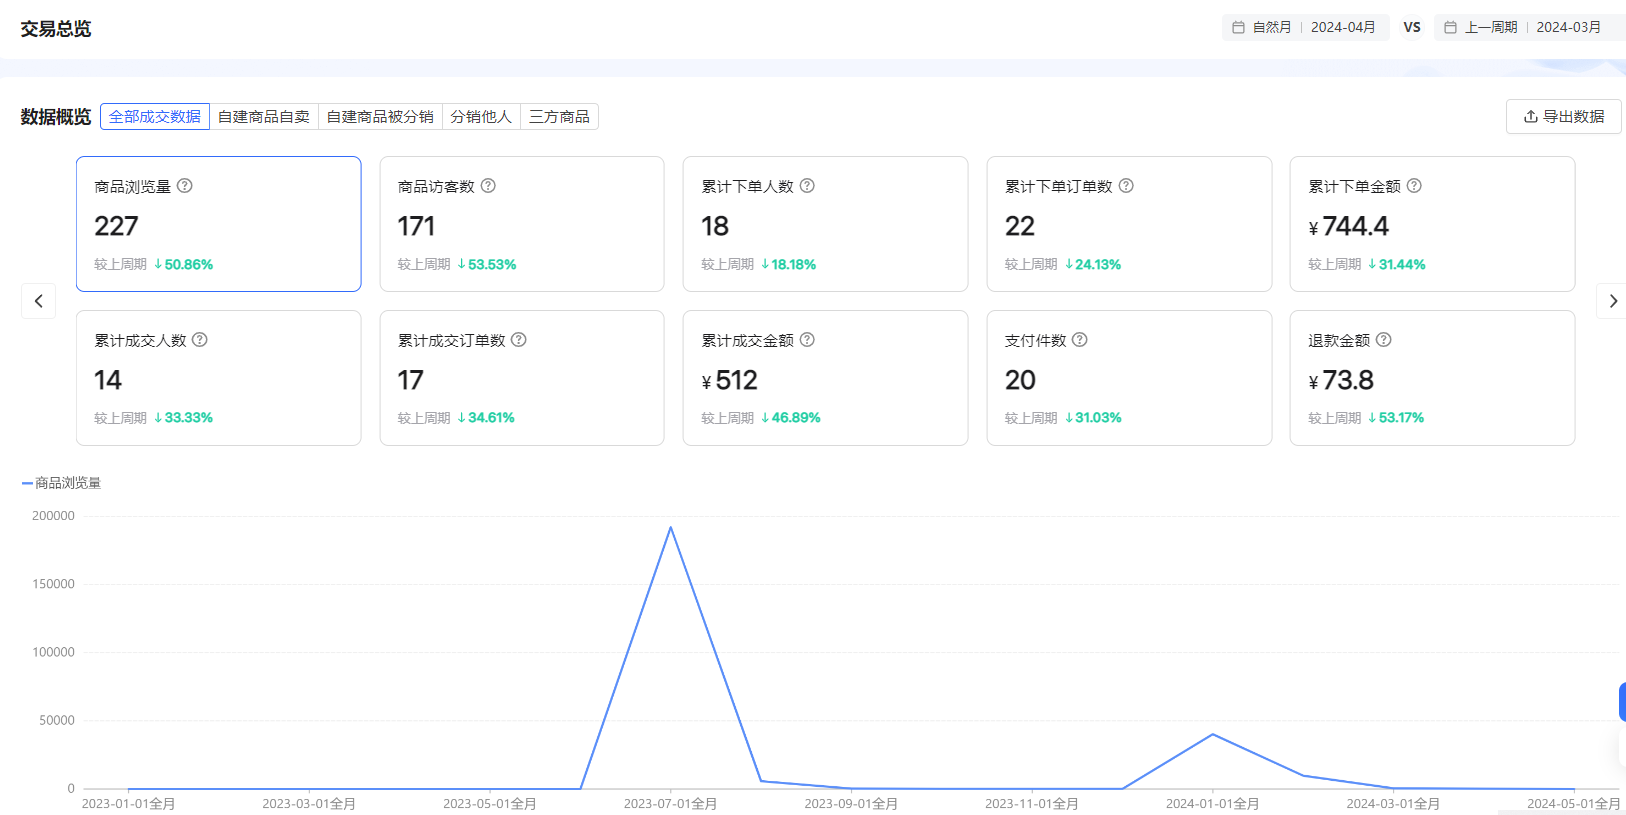 交易总览
自然月 2024-04月 VS 上一周期 2024-03月
数据概览 全部成交数据 自建商品自卖 自建商品被分销 分销他人 三方商品 导出数据
商品浏览量 商品访客数 累计下单人数 累计下单订单数 累计下单金额
227 171 18 22 ¥744.4
较上周期 ↓50.86% 较上周期 ↓53.53% 较上周期 ↓18.18% 较上周期 ↓24.13% 较上周期 ↓31.44%
累计成交人数 累计成交订单数 累计成交金额 支付件数 退款金额
14 17 ¥512 20 ¥73.8
较上周期 ↓33.33% 较上周期 ↓34.61% 较上周期 ↓46.89% 较上周期 ↓31.03% 较上周期 ↓53.17%
商品浏览量
200000
150000
100000
50000
0
2023-01-01全月 2023-03-01全月 2023-05-01全月 2023-07-01全月 2023-09-01全月 2023-11-01全月 2024-01-01全月 2024-03-01全月 2024-05-01全月